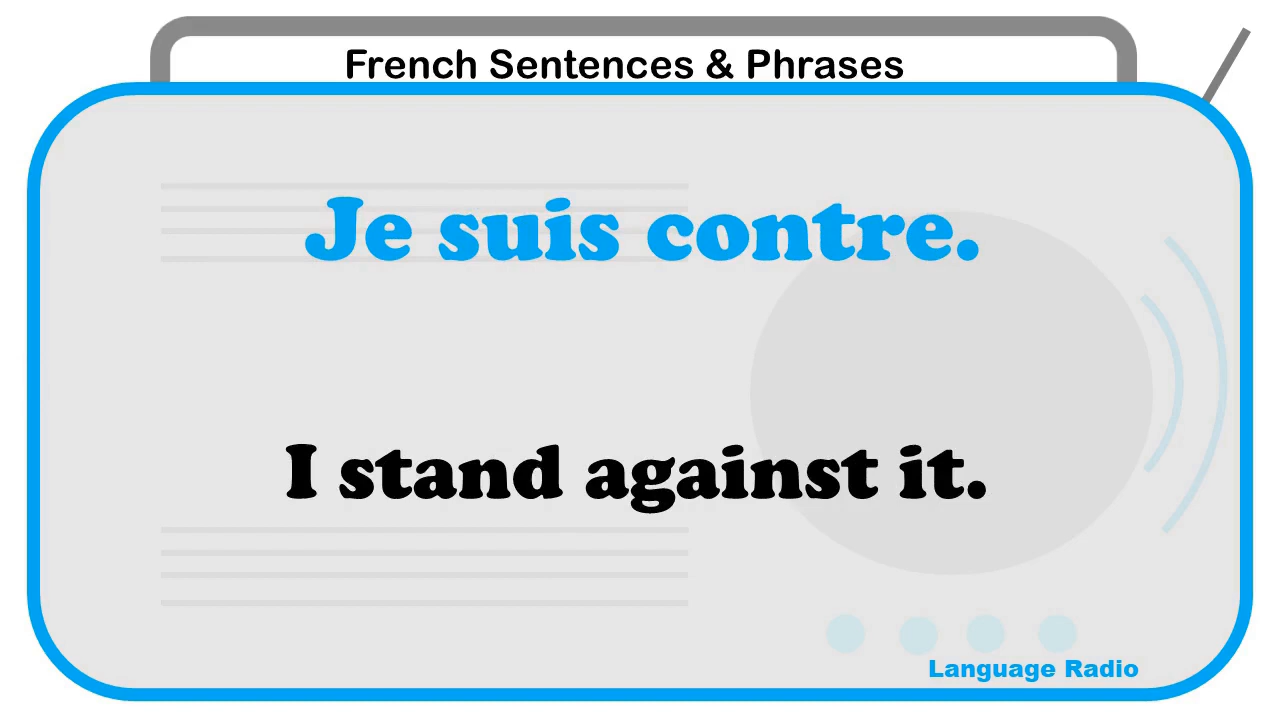 French Sentences & Phrases
Je suis contre.
I stand against it.
Language Radio